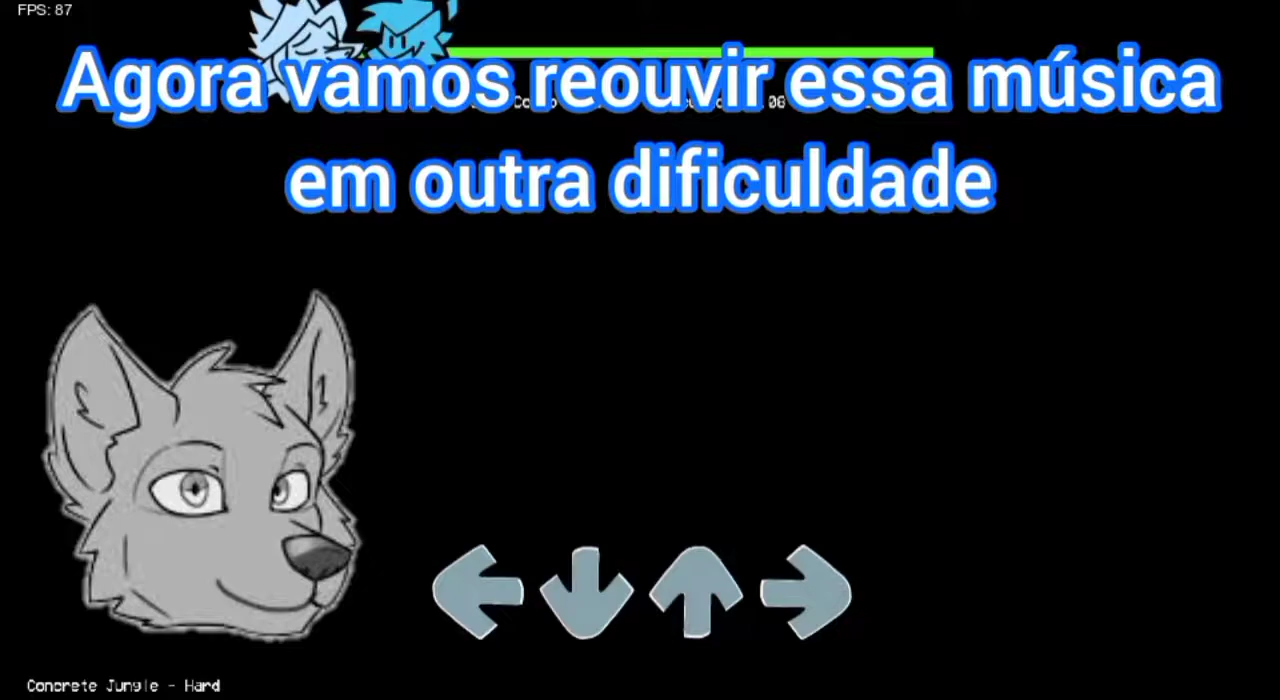 FPS: 87
Agora vamos reouvir essa música
em outra dificuldade
Concrete Jungle - Hard